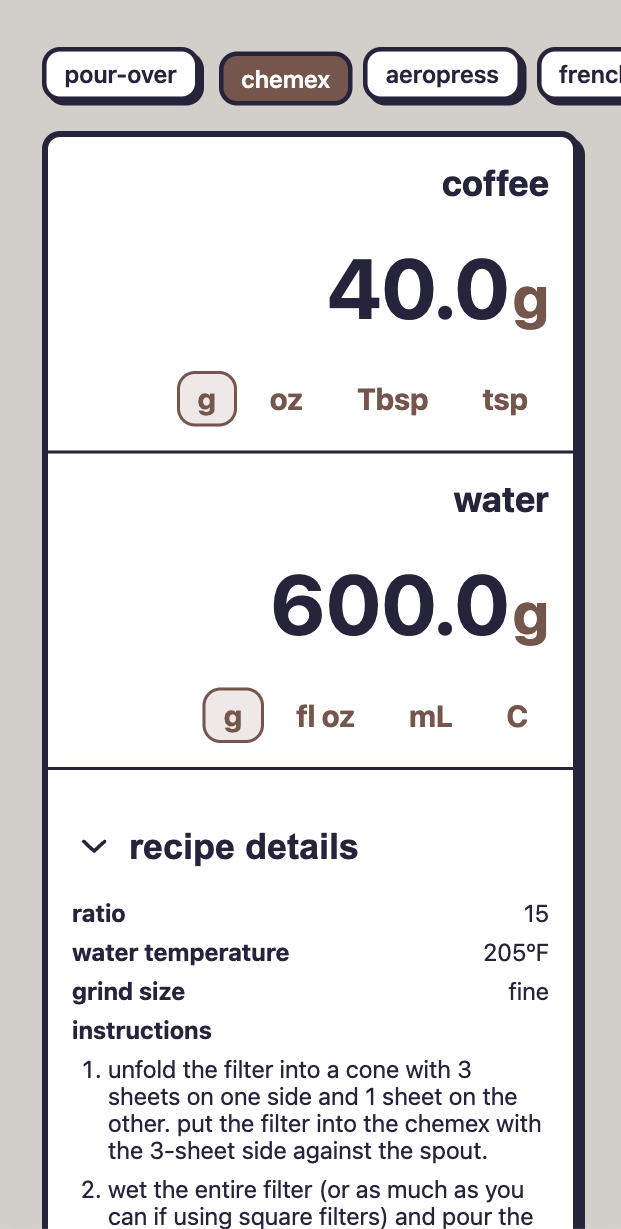 pour-over chemex aeropress french
coffee
40.0g
g oz Tbsp tsp
water
600.0g
g fl oz mL C
recipe details
ratio 15
water temperature 205°F
grind size fine
instructions
1. unfold the filter into a cone with 3
sheets on one side and 1 sheet on the
other. put the filter into the chemex with
the 3-sheet side against the spout.
2. wet the entire filter (or as much as you
can if using square filters) and pour the